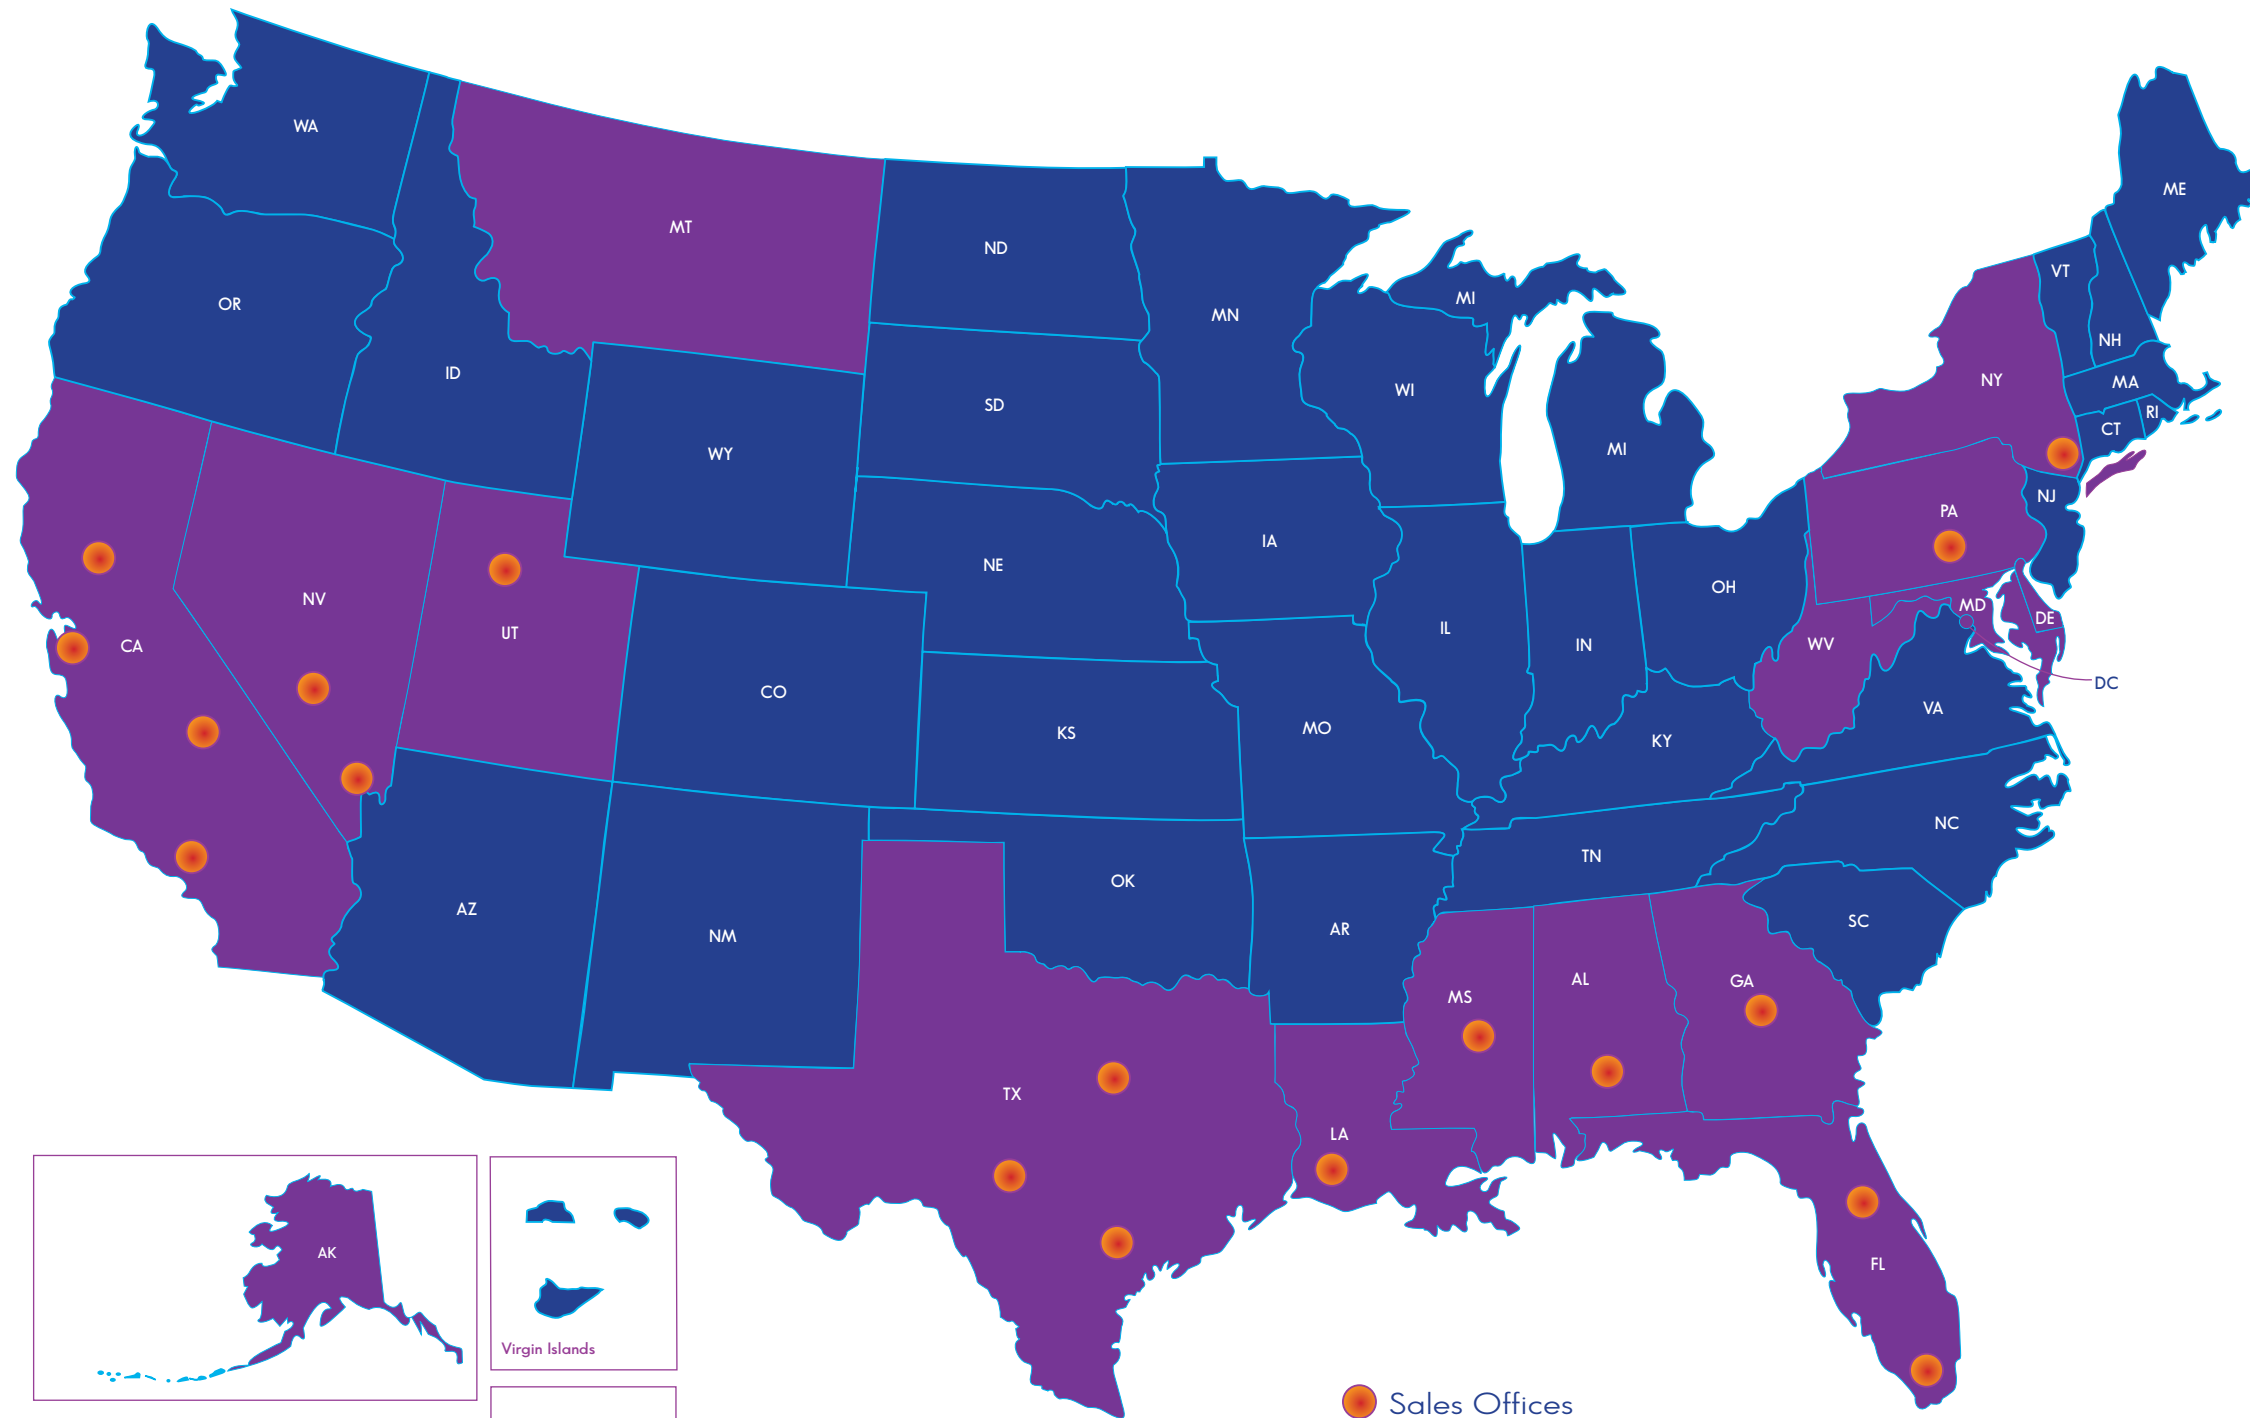 WA
MT
ND
MN
ME
OR
ID
SD
WI
MI
MI
VT
NH
NY
MA
RI
CT
WY
NE
IA
PA
NJ
NV
UT
CA
CO
KS
MO
IL
IN
OH
WV
MD
DE
DC
VA
KY
AZ
NM
OK
AR
TN
NC
SC
MS
AL
GA
TX
LA
FL
AK
Virgin Islands
Sales Offices